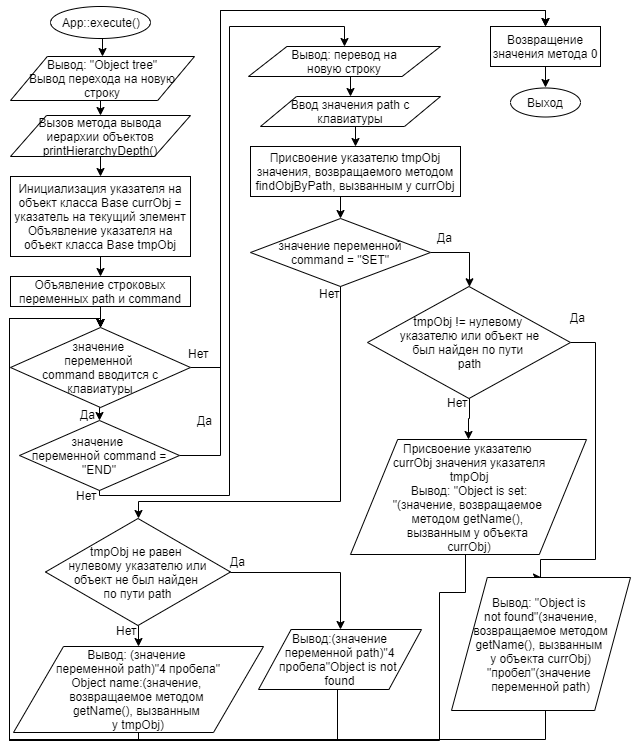 App::execute()
Вывод: "Object tree"
Вывод перехода на новую
строку
Вызов метода вывода
иерархии объектов
printHierarchyDepth()
Инициализация указателя на
объект класса Base currObj =
указатель на текущий элемент
Объявление указателя на
объект класса Base tmpObj
Объявление строковых
переменных path и command
значение
переменной
command вводится с
клавиатуры
Нет
Да
Да
значение
переменной command =
"END"
Нет
Вывод: перевод на
новую строку
Ввод значения path с
клавиатуры
Присвоение указателю tmpObj
значения, возвращаемого методом
findObjByPath, вызванным у currObj
значение переменной
command = "SET"
Да
Нет
tmpObj != нулевому
указателю или объект не
был найден по пути
path
Да
Нет
Присвоение указателю
currObj значения указателя
tmpObj
Вывод: "Object is set:
"(значение, возвращаемое
методом getName(),
вызванным у объекта
currObj)
Вывод: "Object is
not found"(значение,
возвращаемое методом
getName(), вызванным
у объекта currObj)
"пробел"(значение
переменной path)
tmpObj не равен
нулевому указателю или
объект не был найден
по пути path
Да
Нет
Вывод: (значение
переменной path)"4 пробела"
Object name:(значение,
возвращаемое методом
getName(), вызванным
у tmpObj)
Вывод:(значение
переменной path)"4
пробела"Object is not
found
Возвращение
значения метода 0
Выход